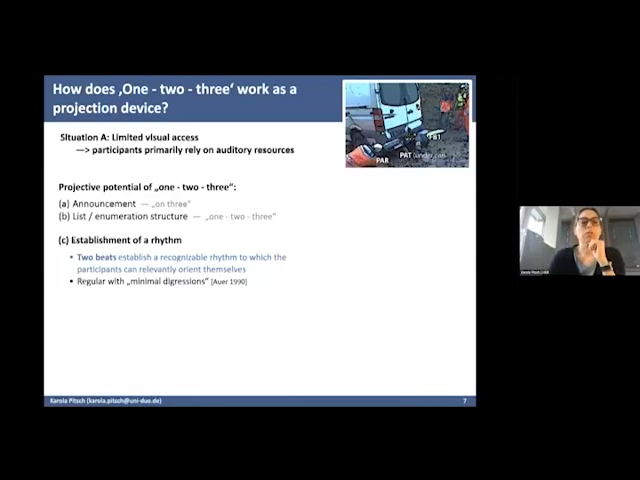 How does ‚One - two - three‘ work as a
projection device?
Situation A: Limited visual access
—> participants primarily rely on auditory resources
PAR
PAT (under car)
Projective potential of „one - two - three“:
(a) Announcement — „on three“
(b) List / enumeration structure — „one - two - three“
(c) Establishment of a rhythm
• Two beats establish a recognizable rhythm to which the
participants can relevantly orient themselves
• Regular with „minimal digressions“ [Auer 1990]
Karola Pitsch (karola.pitsch@uni-due.de)
7